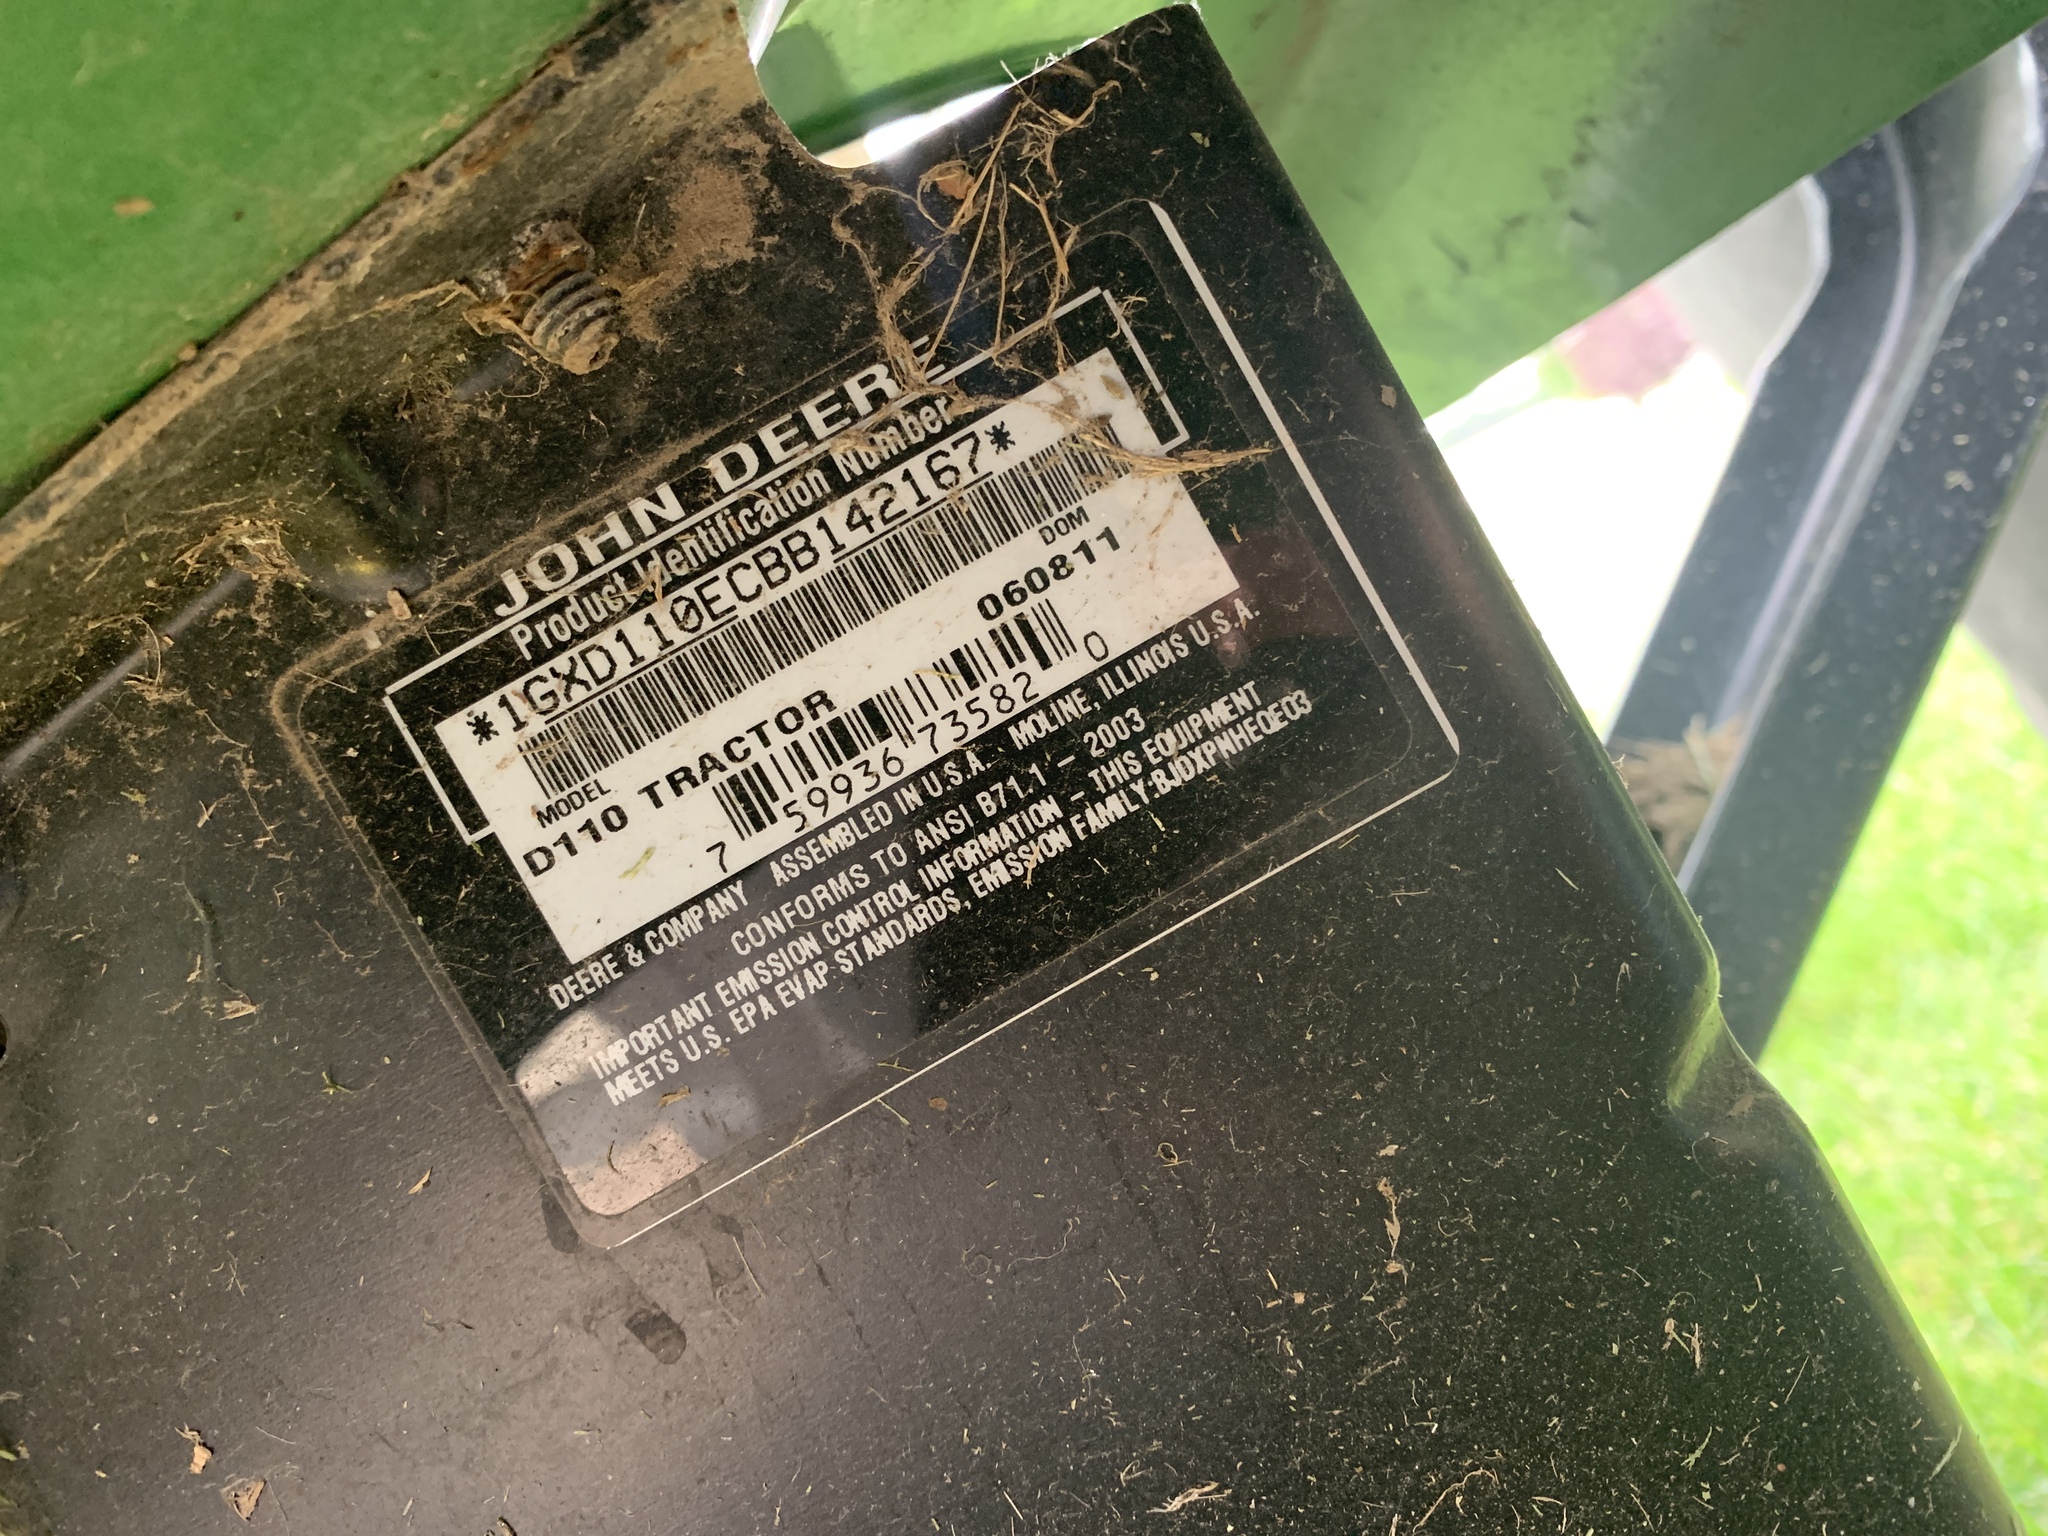 JOHN DEERE
Product Identification Number
*1GXD110ECBB142167*
MODEL
D110 TRACTOR
DOM
060811
7 59936 73582 0
DEERE & COMPANY ASSEMBLED IN U.S.A. MOLINE, ILLINOIS U.S.A.
CONFORMS TO ANSI B71.1 - 2003
IMPORTANT EMISSION CONTROL INFORMATION - THIS EQUIPMENT
MEETS U.S. EPA EVAP STANDARDS, EMISSION FAMILY:BJDXPNHE0E03